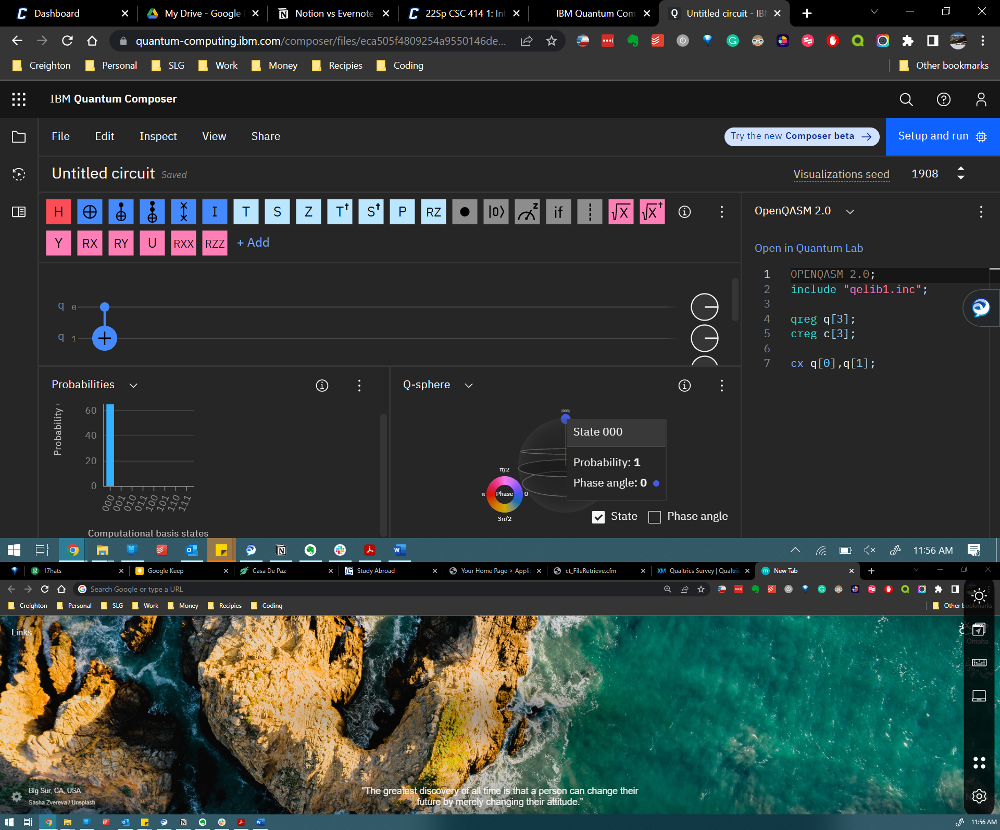 Dashboard
My Drive - Google
Notion vs Evernote
22Sp CSC 414 1: Int
IBM Quantum Com
Q
Untitled circuit - IB
quantum-computing.ibm.com/composer/files/eca505f4809254a9550146de...
Creighton
Personal
SLG
Work
Money
Recipies
Coding
Other bookmarks
IBM Quantum Composer
File
Edit
Inspect
View
Share
Try the new Composer beta →
Setup and run
Untitled circuit
Saved
Visualizations seed
1908
H
T
S
Z
T†
S†
P
RZ
|0⟩
z
if
√X
√X†
I
Y
RX
RY
U
RXX
RZZ
+ Add
q 0
q 1
OpenQASM 2.0
Open in Quantum Lab
1 OPENQASM 2.0;
2 include "qelib1.inc";
3
4 qreg q[3];
5 creg c[3];
6
7 cx q[0],q[1];
Probabilities
Probability
60
40
20
0
000
001
010
011
100
101
110
111
Computational basis states
Q-sphere
State 000
Probability: 1
Phase angle: 0
π/2
π
Phase
0
3π/2
State
Phase angle
11:56 AM
17hats
Google Keep
Casa De Paz
Study Abroad
Your Home Page > Applic
ct_FileRetrieve.cfm
XM
Qualtrics Survey | Qualtric
New Tab
Search Google or type a URL
Creighton
Personal
SLG
Work
Money
Recipies
Coding
Other bookmarks
Links
Omaha
Big Sur, CA, USA
Sasha Zvereva / Unsplash
“The greatest discovery of all time is that a person can change their
future by merely changing their attitude.”
11:56 AM